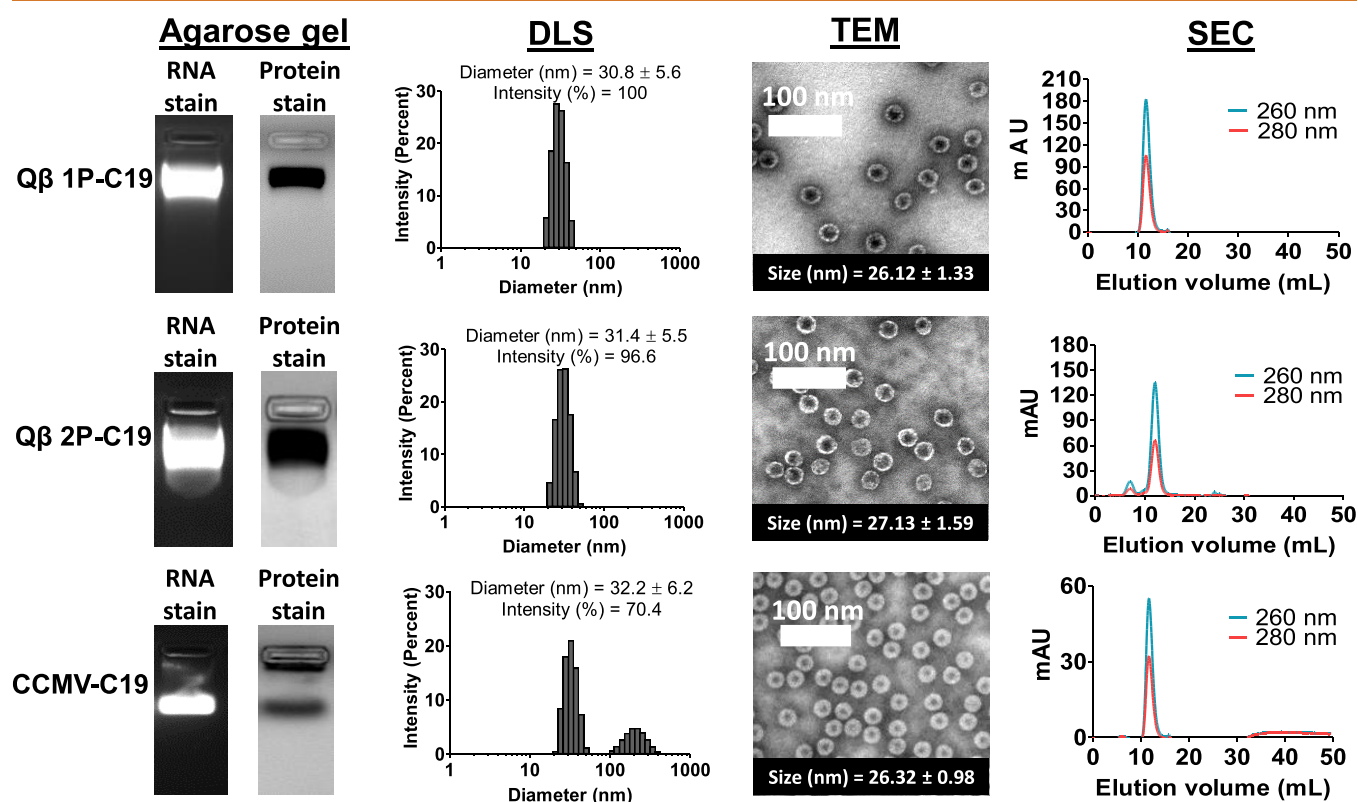 Agarose gel
DLS
TEM
SEC
RNA stain
Protein stain
Qβ 1P-C19
Diameter (nm) = 30.8 ± 5.6
Intensity (%) = 100
Intensity (Percent)
30
20
10
0
1
10
100
1000
Diameter (nm)
100 nm
Size (nm) = 26.12 ± 1.33
m A U
210
180
150
120
90
60
30
0
0
10
20
30
40
50
Elution volume (mL)
260 nm
280 nm
RNA stain
Protein stain
Qβ 2P-C19
Diameter (nm) = 31.4 ± 5.5
Intensity (%) = 96.6
Intensity (Percent)
30
20
10
0
1
10
100
1000
Diameter (nm)
100 nm
Size (nm) = 27.13 ± 1.59
mAU
180
150
120
90
60
30
0
0
10
20
30
40
50
Elution volume (mL)
260 nm
280 nm
RNA stain
Protein stain
CCMV-C19
Diameter (nm) = 32.2 ± 6.2
Intensity (%) = 70.4
Intensity (Percent)
30
20
10
0
1
10
100
1000
Diameter (nm)
100 nm
Size (nm) = 26.32 ± 0.98
mAU
60
30
0
0
10
20
30
40
50
Elution volume (mL)
260 nm
280 nm